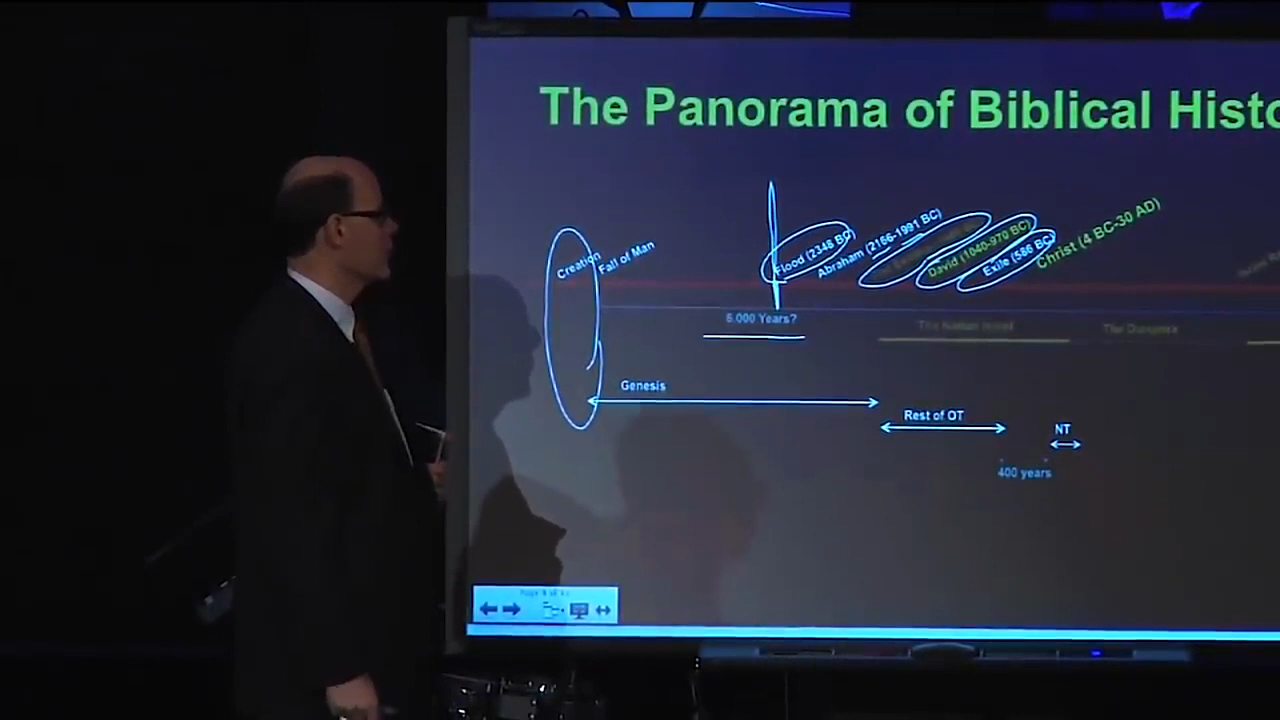 The Panorama of Biblical Histo
Creation
Fall of Man
Flood (2348 BC)
Abraham (2166-1991 BC)
David (1040-970 BC)
Exile (586 BC)
Christ (4 BC-30 AD)
6,000 Years?
Genesis
Rest of OT
NT
400 years